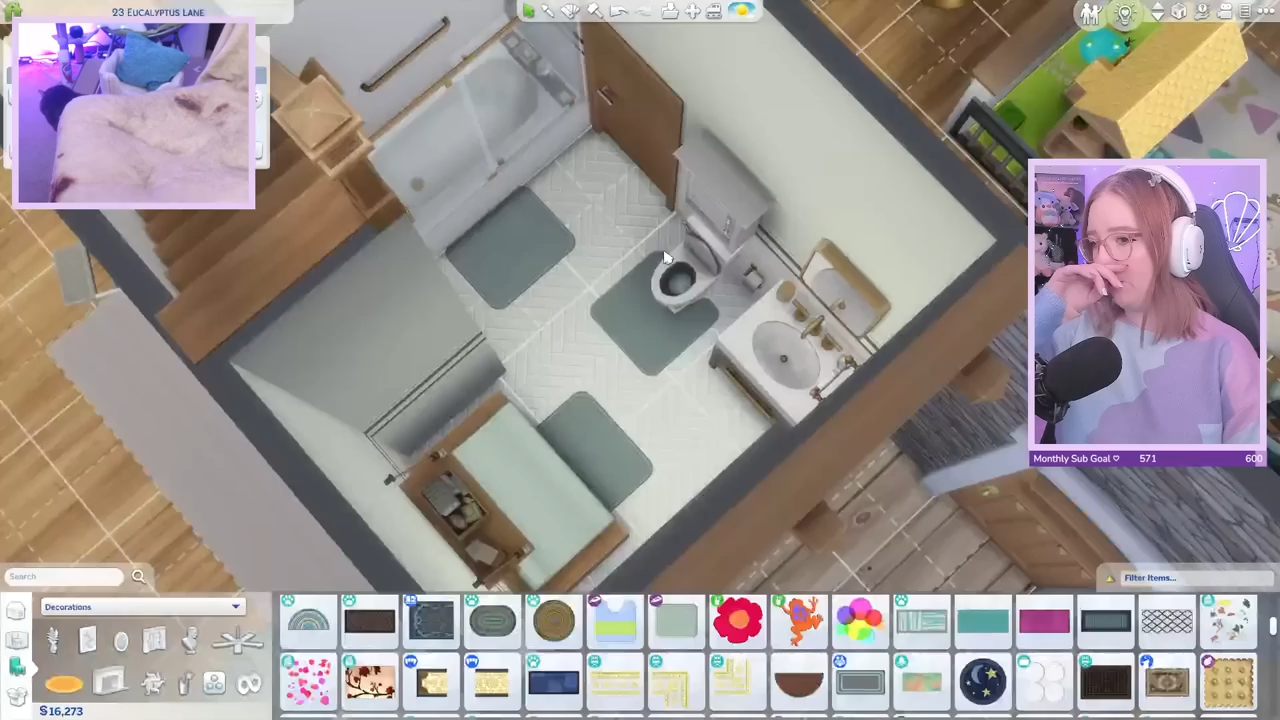 23 EUCALYPTUS LANE
Monthly Sub Goal ♡ 571 600
Search
Filter Items...
Decorations
§16,273